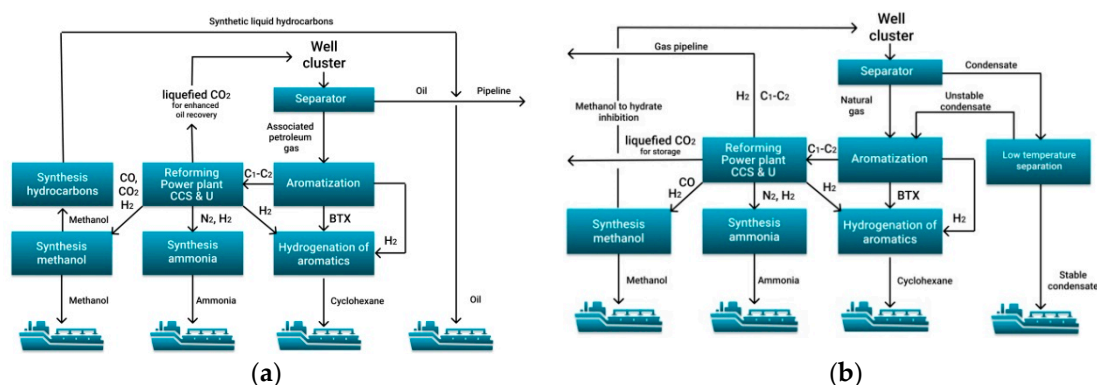 Synthetic liquid hydrocarbons
Well
cluster
liquefied CO2
for enhanced
oil recovery
Separator
Oil
Pipeline
Associated
petroleum
gas
Synthesis
hydrocarbons
CO,
CO2
H2
Reforming
Power plant
CCS & U
C1-C2
Aromatization
Methanol
N2, H2
H2
BTX
H2
Synthesis
methanol
Synthesis
ammonia
Hydrogenation of
aromatics
Methanol
Ammonia
Cyclohexane
Oil
(a)
Well
cluster
Gas pipeline
Separator
Condensate
Methanol to hydrate
inhibition
H2
C1-C2
Natural
gas
Unstable
condensate
liquefied CO2
for storage
Reforming
Power plant
CCS & U
C1-C2
Aromatization
Low temperature
separation
CO
H2
N2, H2
H2
BTX
H2
Synthesis
methanol
Synthesis
ammonia
Hydrogenation of
aromatics
Methanol
Ammonia
Cyclohexane
Stable
condensate
(b)